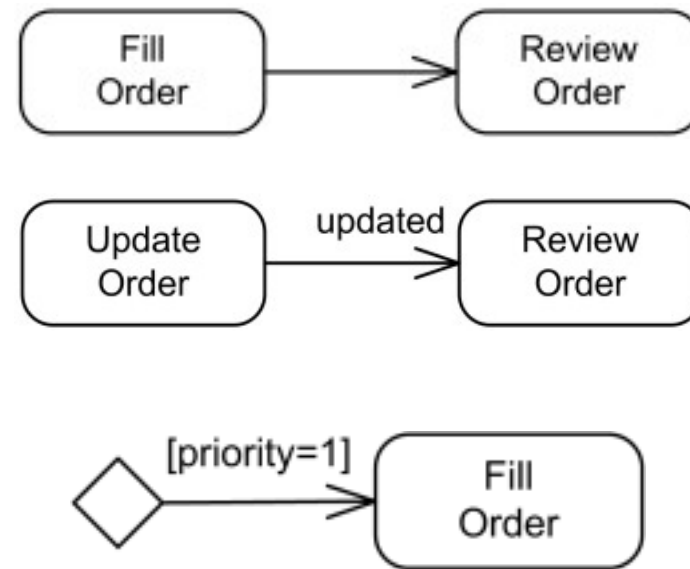 Fill
Order
Review
Order
Update
Order
updated
Review
Order
[priority=1]
Fill
Order